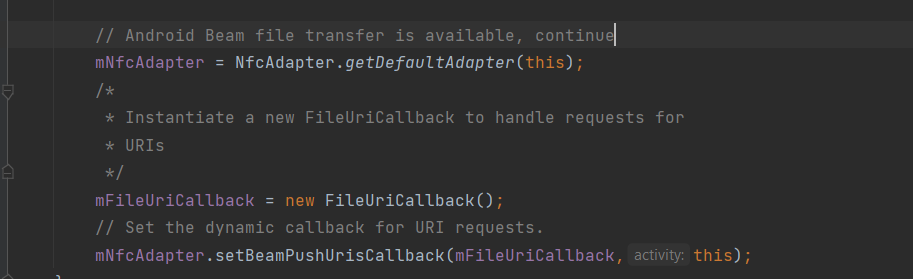 // Android Beam file transfer is available, continue
mNfcAdapter = NfcAdapter.getDefaultAdapter(this);
/*
* Instantiate a new FileUriCallback to handle requests for
* URIs
*/
mFileUriCallback = new FileUriCallback();
// Set the dynamic callback for URI requests.
mNfcAdapter.setBeamPushUrisCallback(mFileUriCallback, activity: this);
}